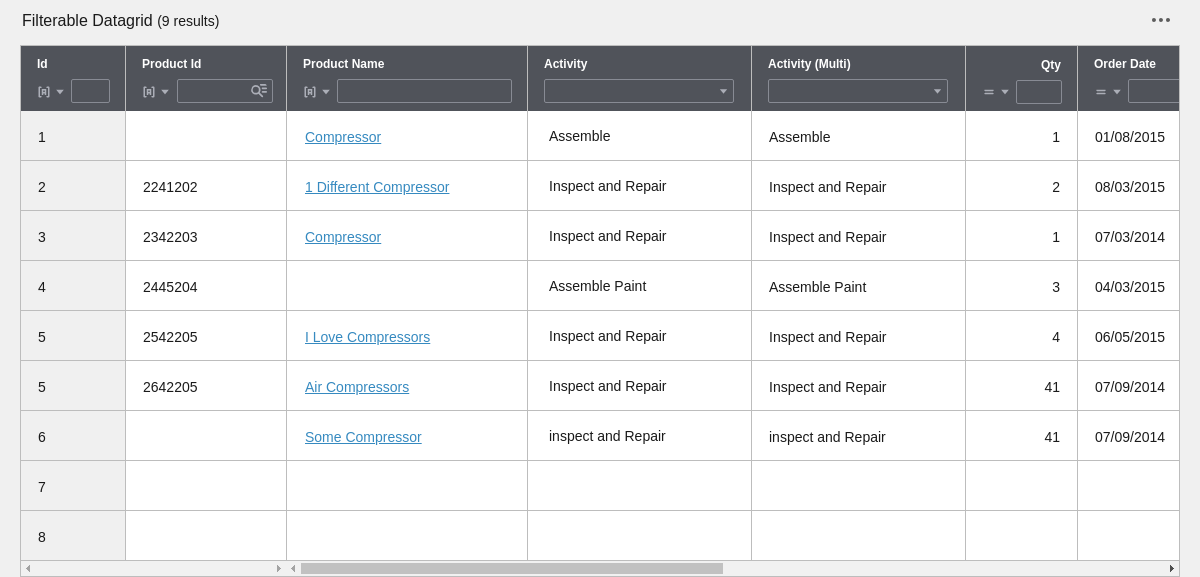 Filterable Datagrid (9 results)
Id Product Id Product Name Activity Activity (Multi) Qty Order Date
1 Compressor Assemble Assemble 1 01/08/2015
2 2241202 1 Different Compressor Inspect and Repair Inspect and Repair 2 08/03/2015
3 2342203 Compressor Inspect and Repair Inspect and Repair 1 07/03/2014
4 2445204 Assemble Paint Assemble Paint 3 04/03/2015
5 2542205 I Love Compressors Inspect and Repair Inspect and Repair 4 06/05/2015
5 2642205 Air Compressors Inspect and Repair Inspect and Repair 41 07/09/2014
6 Some Compressor inspect and Repair inspect and Repair 41 07/09/2014
7
8